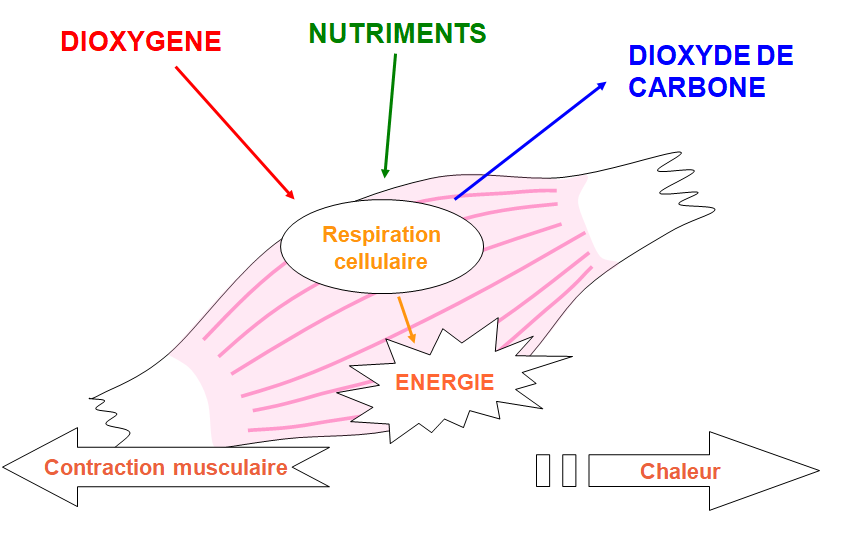 DIOXYGENE
NUTRIMENTS
DIOXYDE DE
CARBONE
Respiration
cellulaire
ENERGIE
Contraction musculaire
Chaleur